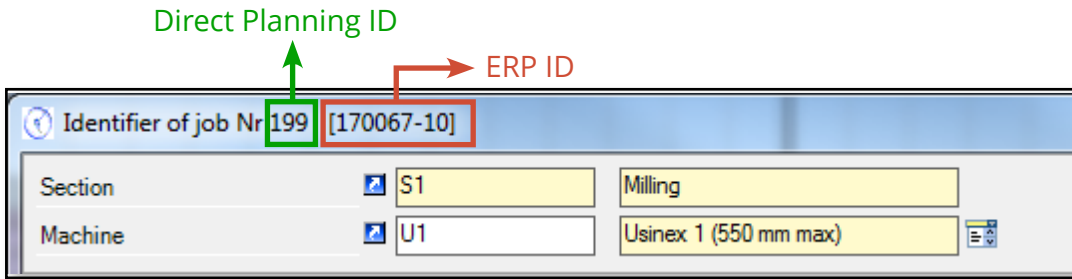 Direct Planning ID
ERP ID
Identifier of job Nr 199 [170067-10]
Section S1 Milling
Machine U1 Usinex 1 (550 mm max)